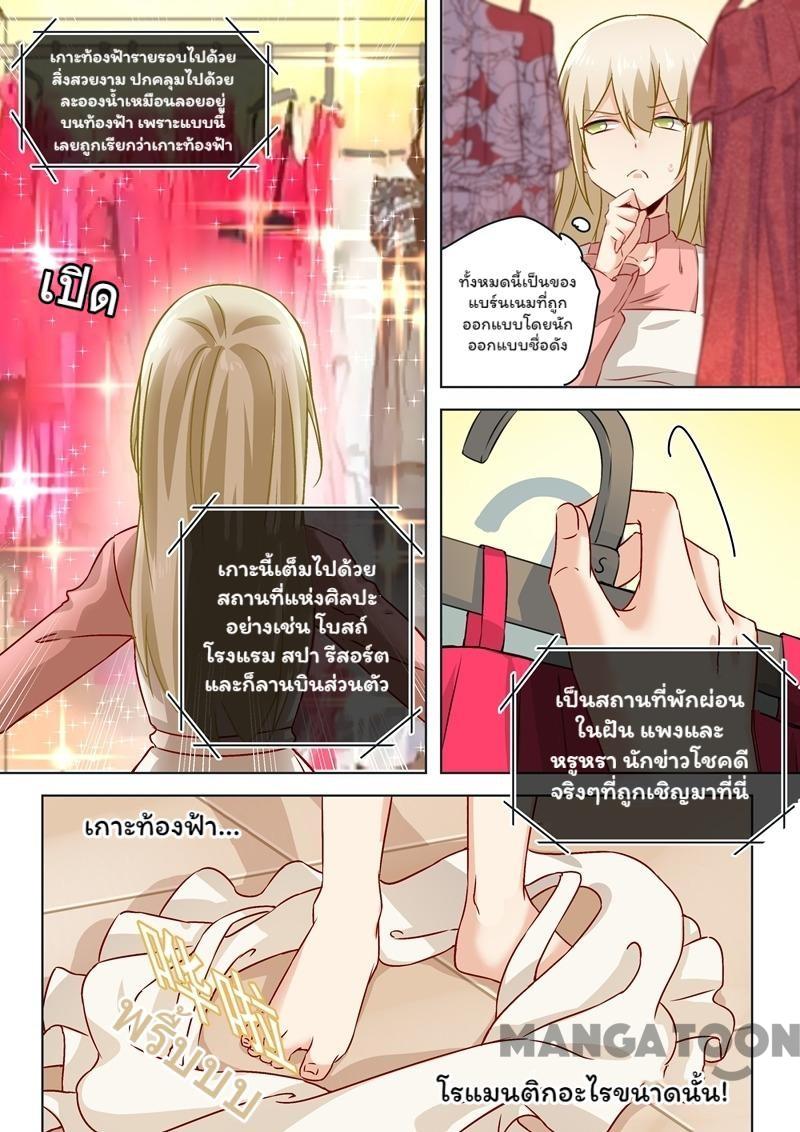 เกาะท้องฟ้ารายรอบไปด้วย
สิ่งสวยงาม ปกคลุมไปด้วย
ละอองน้ำเหมือนลอยอยู่
บนท้องฟ้า เพราะแบบนี้
เลยถูกเรียกว่าเกาะท้องฟ้า
เปิด
ทั้งหมดนี้เป็นของ
แบร์นเนมที่ถูก
ออกแบบโดยนัก
ออกแบบชื่อดัง
เกาะนี้เต็มไปด้วย
สถานที่แห่งศิลปะ
อย่างเช่น โบสถ์
โรงแรม สปา รีสอร์ต
และก็ลานบินส่วนตัว
S
เป็นสถานที่พักผ่อน
ในฝัน แพงและ
หรูหรา นักข่าวโชคดี
จริงๆที่ถูกเชิญมาที่นี่
เกาะท้องฟ้า...
พรึ้บบบ
MANGATOON
โรแมนติกอะไรขนาดนั้น!